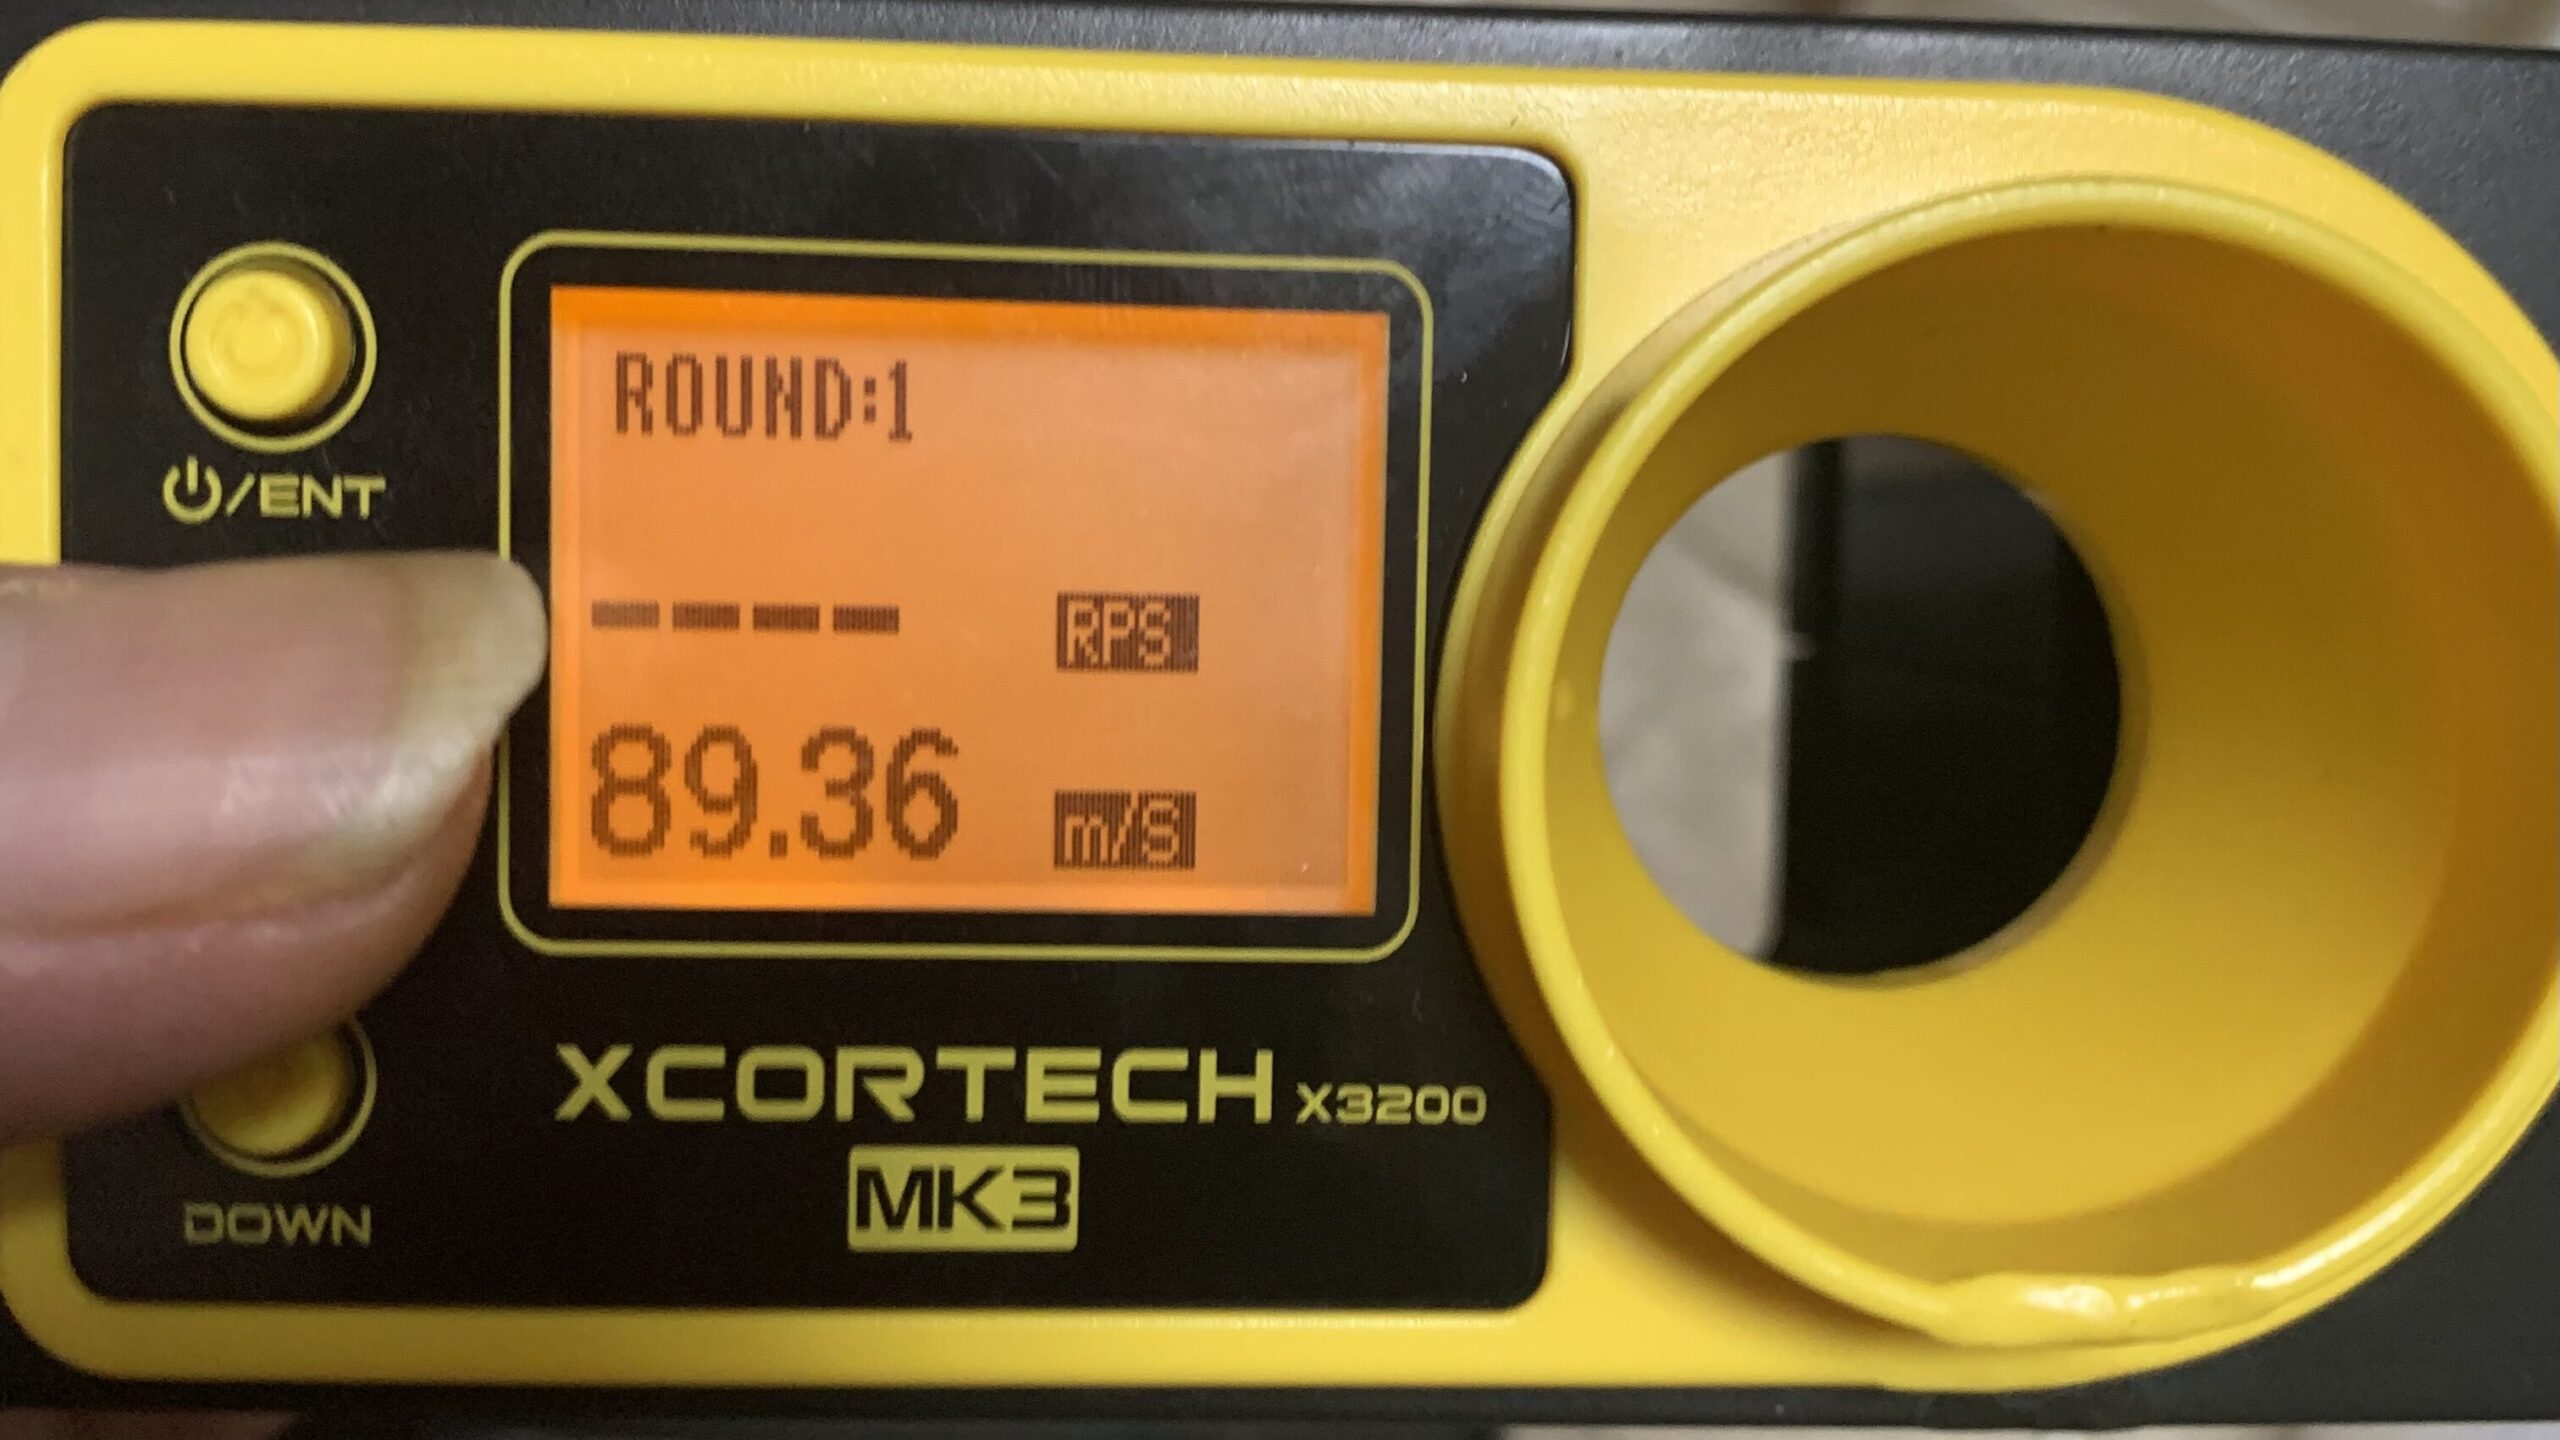 ROUND:1
---- RPS
89.36 m/s
⏻/ENT
DOWN
XCORTECH X3200
MK3